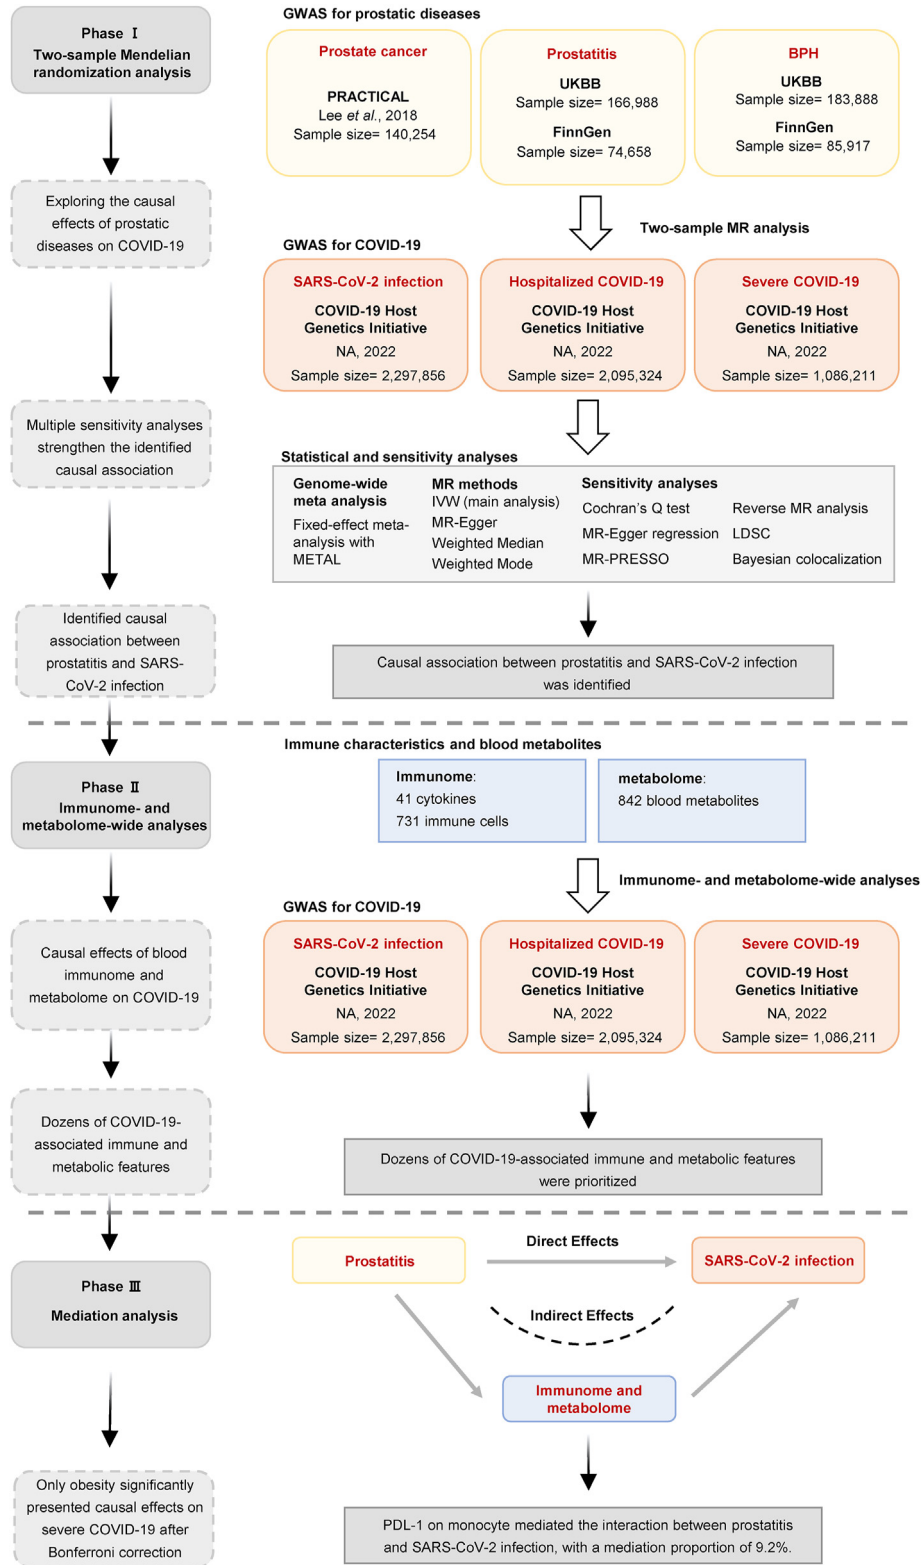 Phase Ⅰ
Two-sample Mendelian
randomization analysis
Exploring the causal
effects of prostatic
diseases on COVID-19
Multiple sensitivity analyses
strengthen the identified
causal association
Identified causal
association between
prostatitis and SARS-
CoV-2 infection
GWAS for prostatic diseases
Prostate cancer
PRACTICAL
Lee et al., 2018
Sample size= 140,254
Prostatitis
UKBB
Sample size= 166,988
FinnGen
Sample size= 74,658
BPH
UKBB
Sample size= 183,888
FinnGen
Sample size= 85,917
Two-sample MR analysis
GWAS for COVID-19
SARS-CoV-2 infection
COVID-19 Host
Genetics Initiative
NA, 2022
Sample size= 2,297,856
Hospitalized COVID-19
COVID-19 Host
Genetics Initiative
NA, 2022
Sample size= 2,095,324
Severe COVID-19
COVID-19 Host
Genetics Initiative
NA, 2022
Sample size= 1,086,211
Statistical and sensitivity analyses
Genome-wide
meta analysis
Fixed-effect meta-
analysis with
METAL
MR methods
IVW (main analysis)
MR-Egger
Weighted Median
Weighted Mode
Sensitivity analyses
Cochran's Q test
MR-Egger regression
MR-PRESSO
Reverse MR analysis
LDSC
Bayesian colocalization
Causal association between prostatitis and SARS-CoV-2 infection
was identified
Phase Ⅱ
Immunome- and
metabolome-wide analyses
Causal effects of blood
immunome and
metabolome on COVID-19
Dozens of COVID-19-
associated immune and
metabolic features
Immune characteristics and blood metabolites
Immunome:
41 cytokines
731 immune cells
metabolome:
842 blood metabolites
Immunome- and metabolome-wide analyses
GWAS for COVID-19
SARS-CoV-2 infection
COVID-19 Host
Genetics Initiative
NA, 2022
Sample size= 2,297,856
Hospitalized COVID-19
COVID-19 Host
Genetics Initiative
NA, 2022
Sample size= 2,095,324
Severe COVID-19
COVID-19 Host
Genetics Initiative
NA, 2022
Sample size= 1,086,211
Dozens of COVID-19-associated immune and metabolic features
were prioritized
Phase Ⅲ
Mediation analysis
Only obesity significantly
presented causal effects on
severe COVID-19 after
Bonferroni correction
Prostatitis
Direct Effects
SARS-CoV-2 infection
Indirect Effects
Immunome and
metabolome
PDL-1 on monocyte mediated the interaction between prostatitis
and SARS-CoV-2 infection, with a mediation proportion of 9.2%.